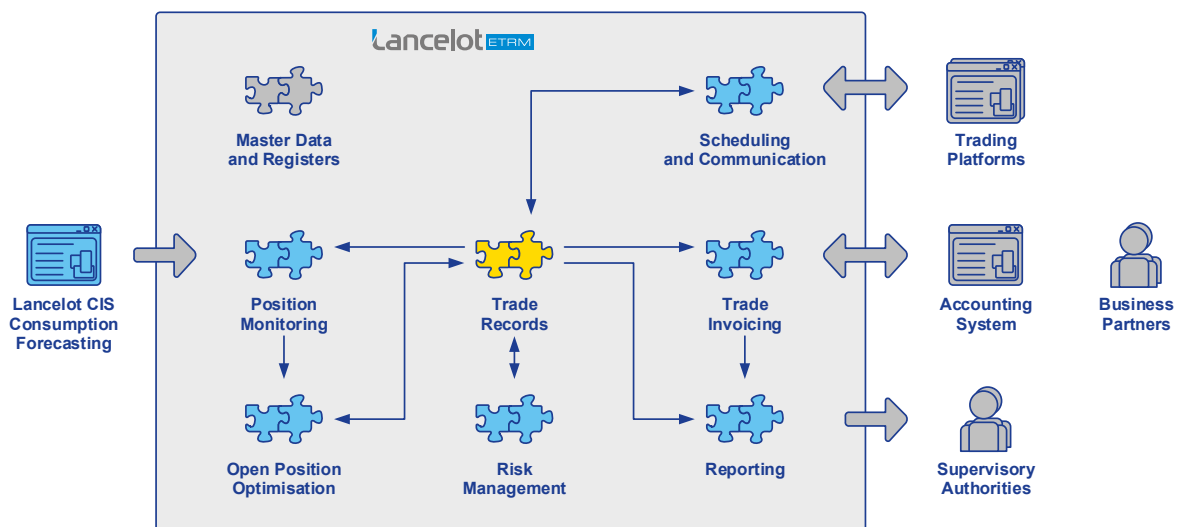 Lancelot ETRM
Master Data
and Registers
Scheduling
and Communication
Trading
Platforms
Lancelot CIS
Consumption
Forecasting
Position
Monitoring
Trade
Records
Trade
Invoicing
Accounting
System
Business
Partners
Open Position
Optimisation
Risk
Management
Reporting
Supervisory
Authorities